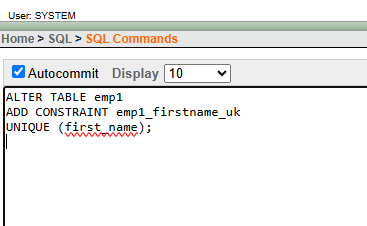 User: SYSTEM
Home > SQL > SQL Commands
Autocommit Display 10
ALTER TABLE emp1
ADD CONSTRAINT emp1_firstname_uk
UNIQUE (first_name);